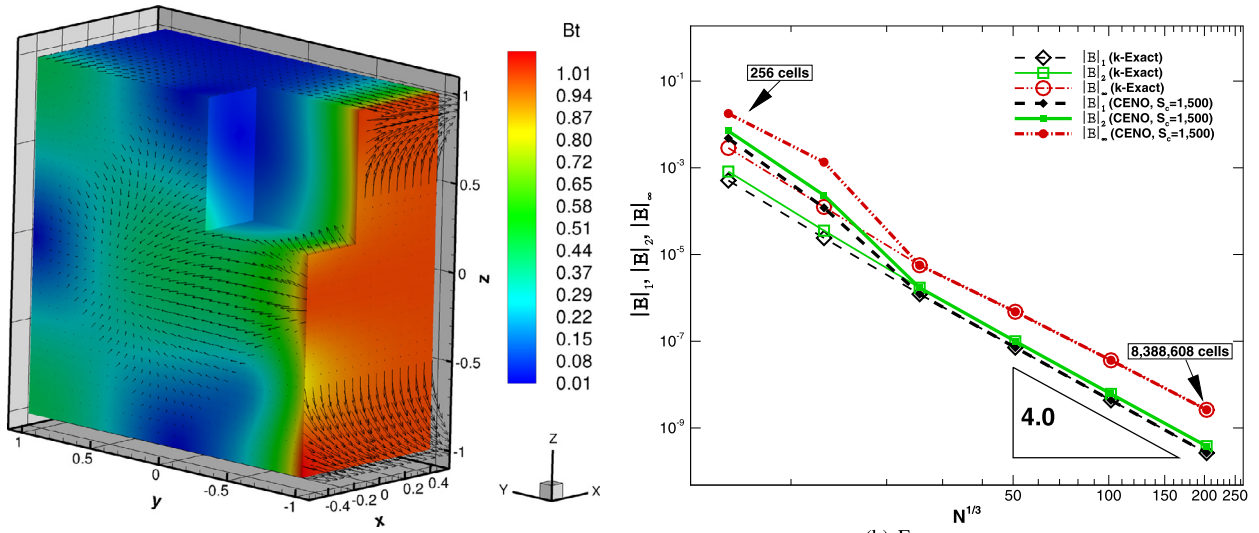 Bt
1.01
0.94
0.87
0.80
0.72
0.65
0.58
0.51
0.44
0.37
0.29
0.22
0.15
0.08
0.01
1
0.5
0
-0.5
-1
z
1
0.5
0
-0.5
-1
y
-0.4
-0.2
0
0.2
0.4
x
Z
Y
X
|B|₁, |B|₂, |B|∞
10⁻¹
10⁻³
10⁻⁵
10⁻⁷
10⁻⁹
256 cells
|B|₁ (k-Exact)
|B|₂ (k-Exact)
|B|∞ (k-Exact)
|B|₁ (CENO, S_c=1,500)
|B|₂ (CENO, S_c=1,500)
|B|∞ (CENO, S_c=1,500)
8,388,608 cells
4.0
50
100
150
200
250
N^1/3